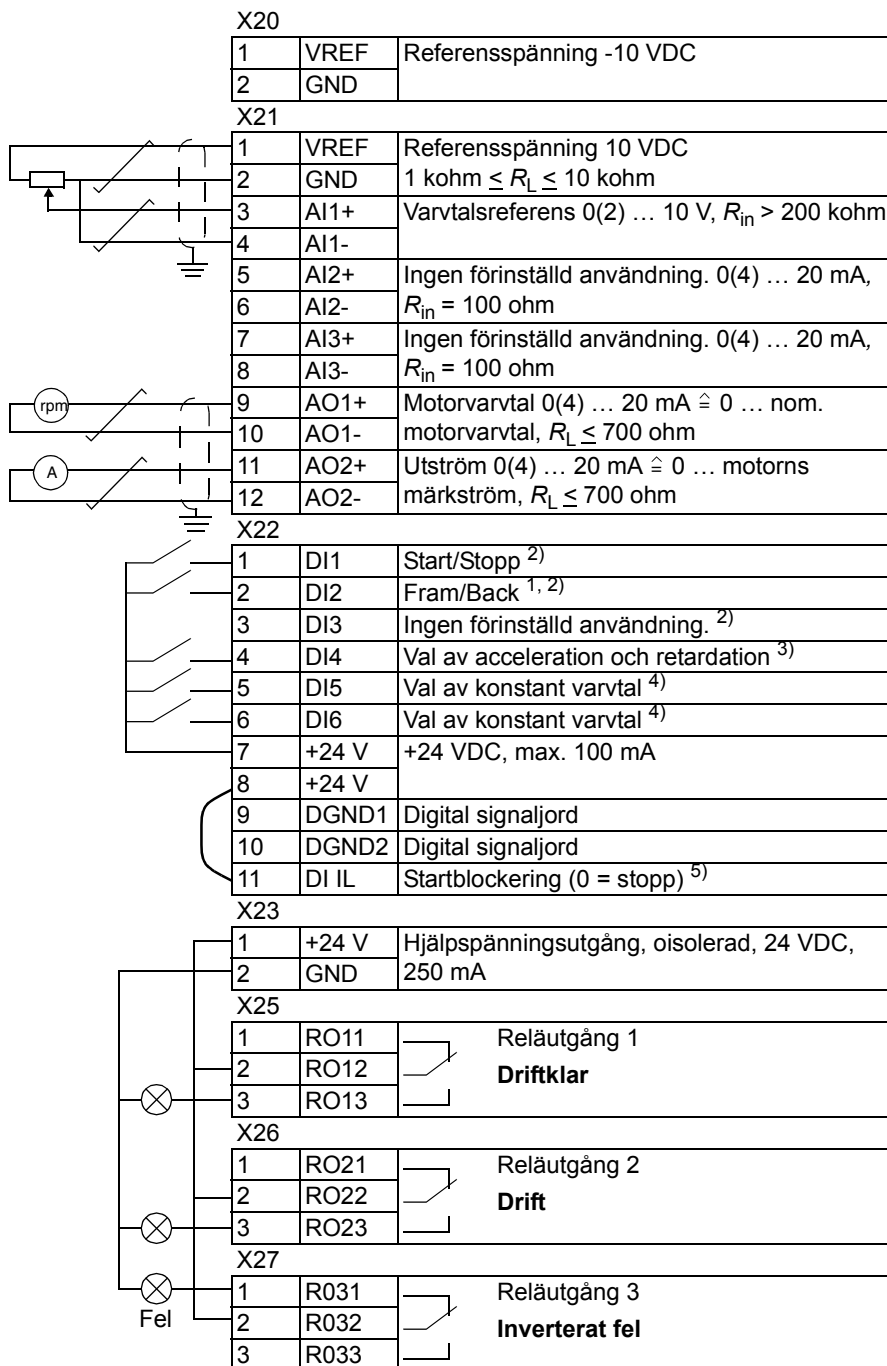 X20
1 VREF Referensspänning -10 VDC
2 GND
X21
1 VREF Referensspänning 10 VDC
2 GND 1 kohm ≤ RL ≤ 10 kohm
3 AI1+ Varvtalsreferens 0(2) … 10 V, Rin > 200 kohm
4 AI1-
5 AI2+ Ingen förinställd användning. 0(4) … 20 mA,
6 AI2- Rin = 100 ohm
7 AI3+ Ingen förinställd användning. 0(4) … 20 mA,
8 AI3- Rin = 100 ohm
rpm 9 AO1+ Motorvarvtal 0(4) … 20 mA ≙ 0 … nom.
10 AO1- motorvarvtal, RL ≤ 700 ohm
A 11 AO2+ Utström 0(4) … 20 mA ≙ 0 … motorns
12 AO2- märkström, RL ≤ 700 ohm
X22
1 DI1 Start/Stopp 2)
2 DI2 Fram/Back 1, 2)
3 DI3 Ingen förinställd användning. 2)
4 DI4 Val av acceleration och retardation 3)
5 DI5 Val av konstant varvtal 4)
6 DI6 Val av konstant varvtal 4)
7 +24 V +24 VDC, max. 100 mA
8 +24 V
9 DGND1 Digital signaljord
10 DGND2 Digital signaljord
11 DI IL Startblockering (0 = stopp) 5)
X23
1 +24 V Hjälpspänningsutgång, oisolerad, 24 VDC,
2 GND 250 mA
X25
1 RO11 Reläutgång 1
2 RO12 Driftklar
3 RO13
X26
1 RO21 Reläutgång 2
2 RO22 Drift
3 RO23
X27
1 R031 Reläutgång 3
Fel 2 R032 Inverterat fel
3 R033